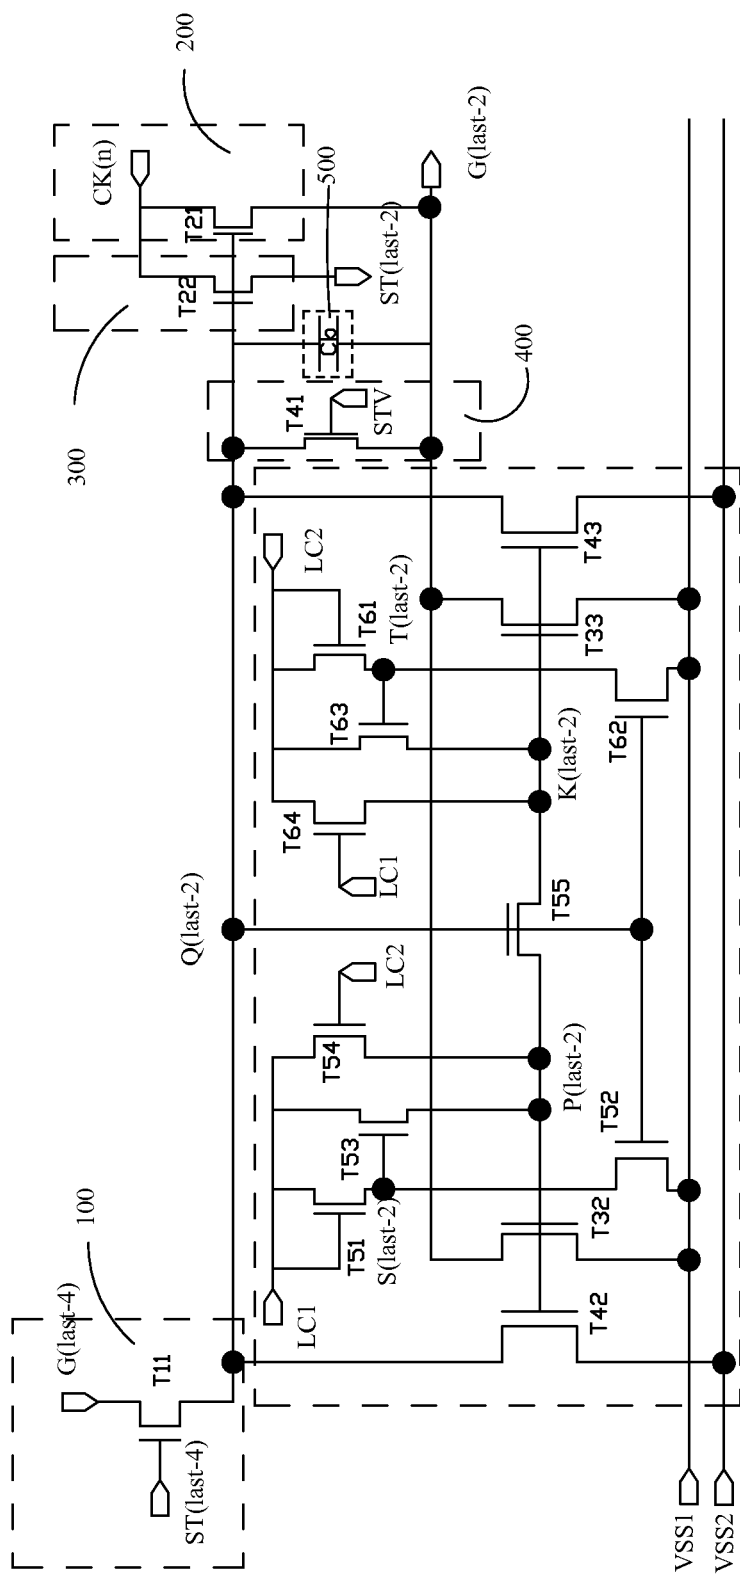 G(last-4)
T11
100
ST(last-4)
Q(last-2)
300
200
CK(n)
T22
T21
ST(last-2)
500
Cb
G(last-2)
T41
STV
400
LC1
T51
S(last-2)
T53
T54
LC2
P(last-2)
T52
T32
T42
T55
LC1
T64
T63
T61
LC2
T(last-2)
K(last-2)
T62
T33
T43
VSS1
VSS2